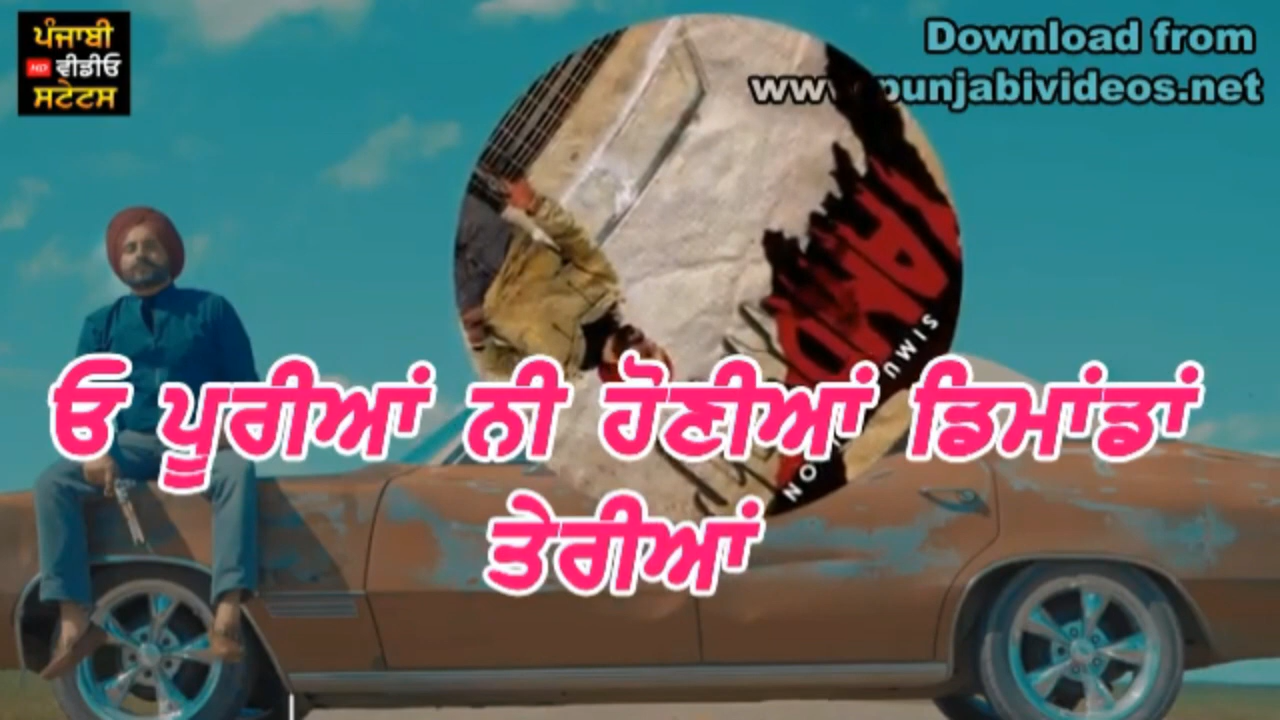 ਪੰਜਾਬੀ
HD ਵੀਡੀਓ
ਸਟੇਟਸ
Download from
www.punjabivideos.net
ਓ ਪੂਰੀਆਂ ਨੀ ਹੋਣੀਆਂ ਡਿਮਾਂਡਾਂ
ਤੇਰੀਆਂ